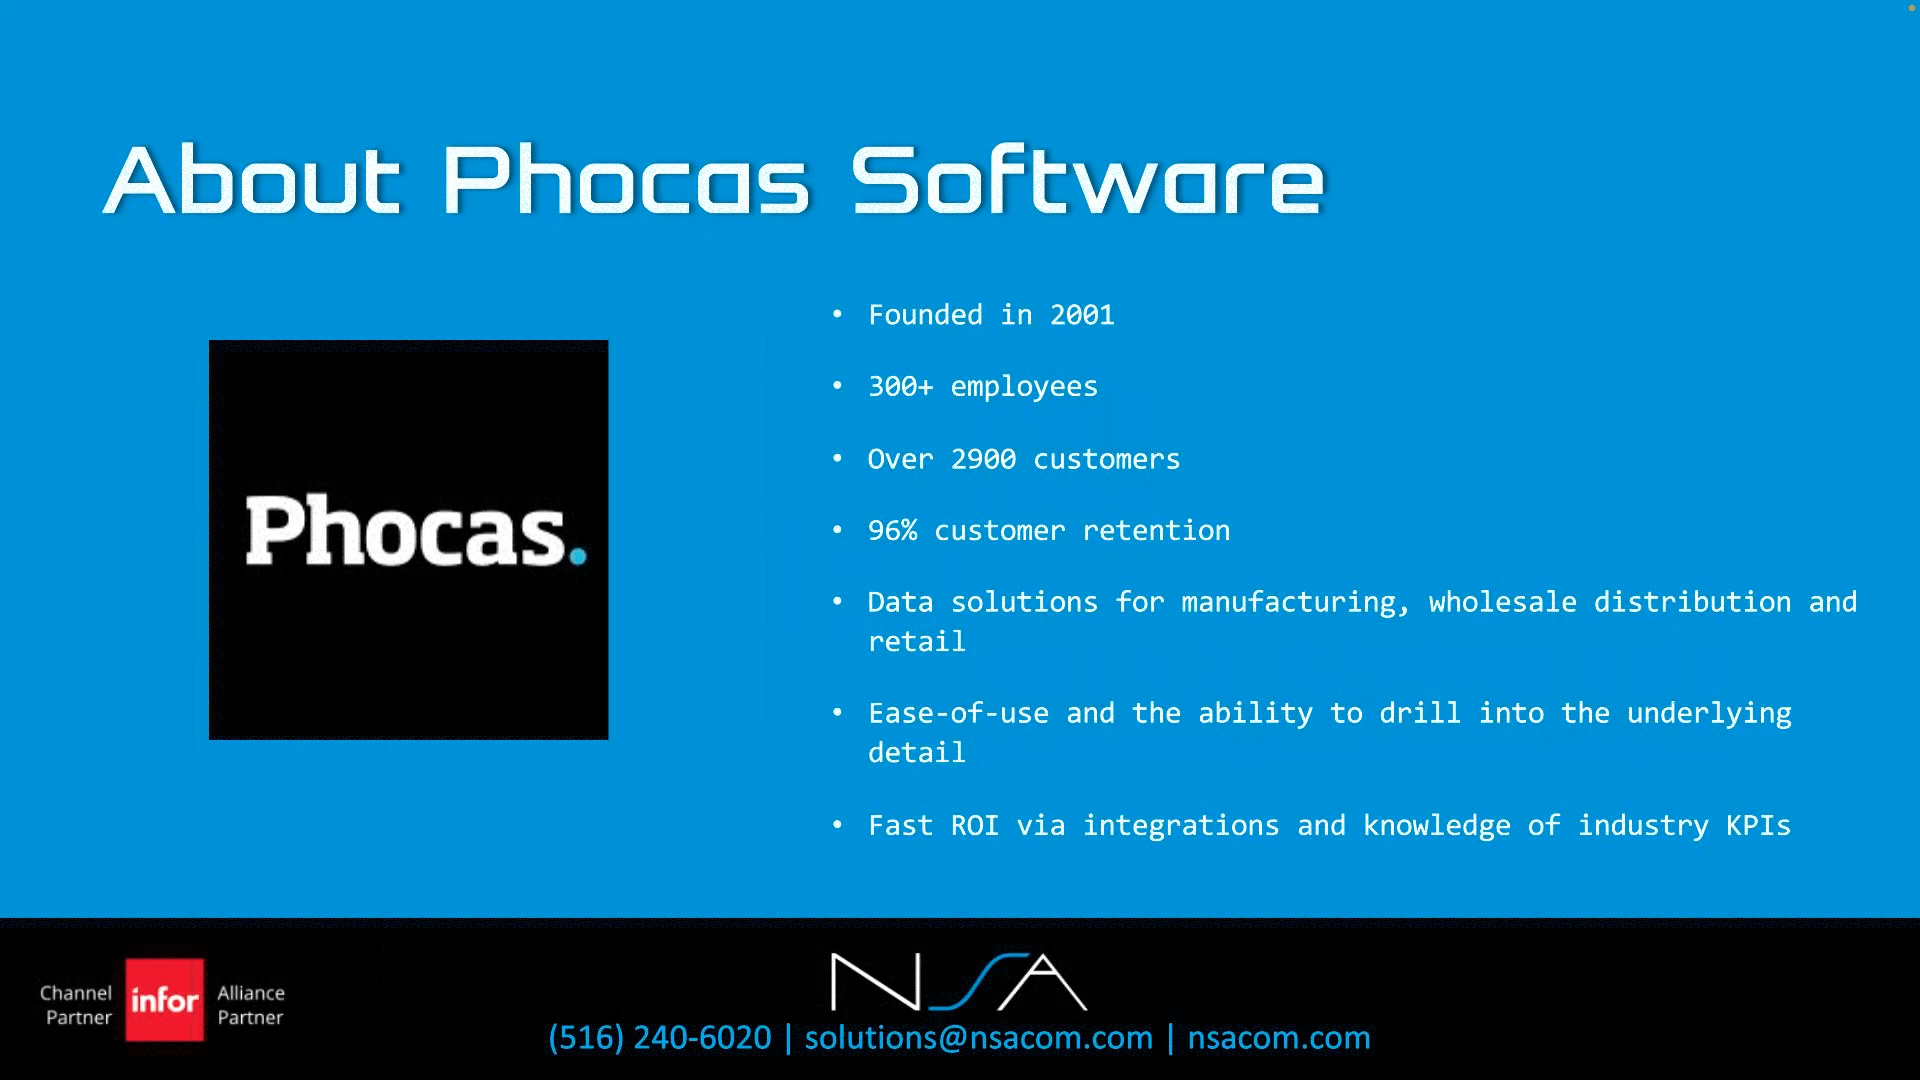 About Phocas Software
• Founded in 2001
• 300+ employees
• Over 2900 customers
• 96% customer retention
• Data solutions for manufacturing, wholesale distribution and
retail
• Ease-of-use and the ability to drill into the underlying
detail
• Fast ROI via integrations and knowledge of industry KPIs
Phocas.
Channel
Partner
infor
Alliance
Partner
NSA
(516) 240-6020 | solutions@nsacom.com | nsacom.com